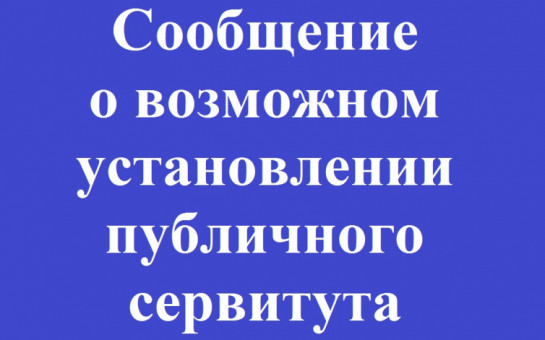 Сообщение
о возможном
установлении
публичного
сервитута